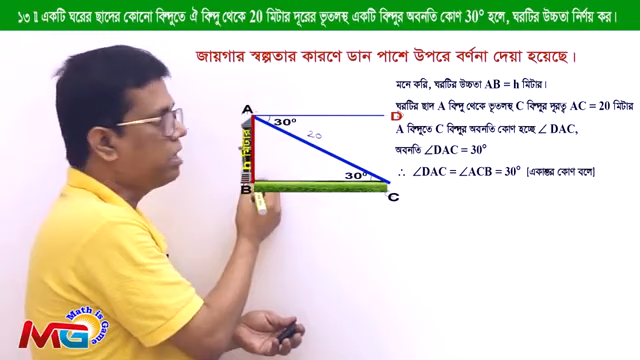 ১৩॥ একটি ঘরের ছাদের কোনো বিন্দুতে ঐ বিন্দু থেকে 20 মিটার দূরের ভূতলস্থ একটি বিন্দুর অবনতি কোণ 30° হলে, ঘরটির উচ্চতা নির্ণয় কর।
জায়গার স্বল্পতার কারণে ডান পাশে উপরে বর্ণনা দেয়া হয়েছে।
মনে করি, ঘরটির উচ্চতা AB = h মিটার।
ঘরটির ছাদ A বিন্দু থেকে ভূতলস্থ C বিন্দুর দূরত্ব AC = 20 মিটার
A বিন্দুতে C বিন্দুর অবনতি কোণ হচ্ছে ∠ DAC,
অবনতি ∠DAC = 30°
∴ ∠DAC = ∠ACB = 30° [একান্তর কোণ বলে]
A
D
30°
20
h মিটার
30°
B
C
MG
Math is Game